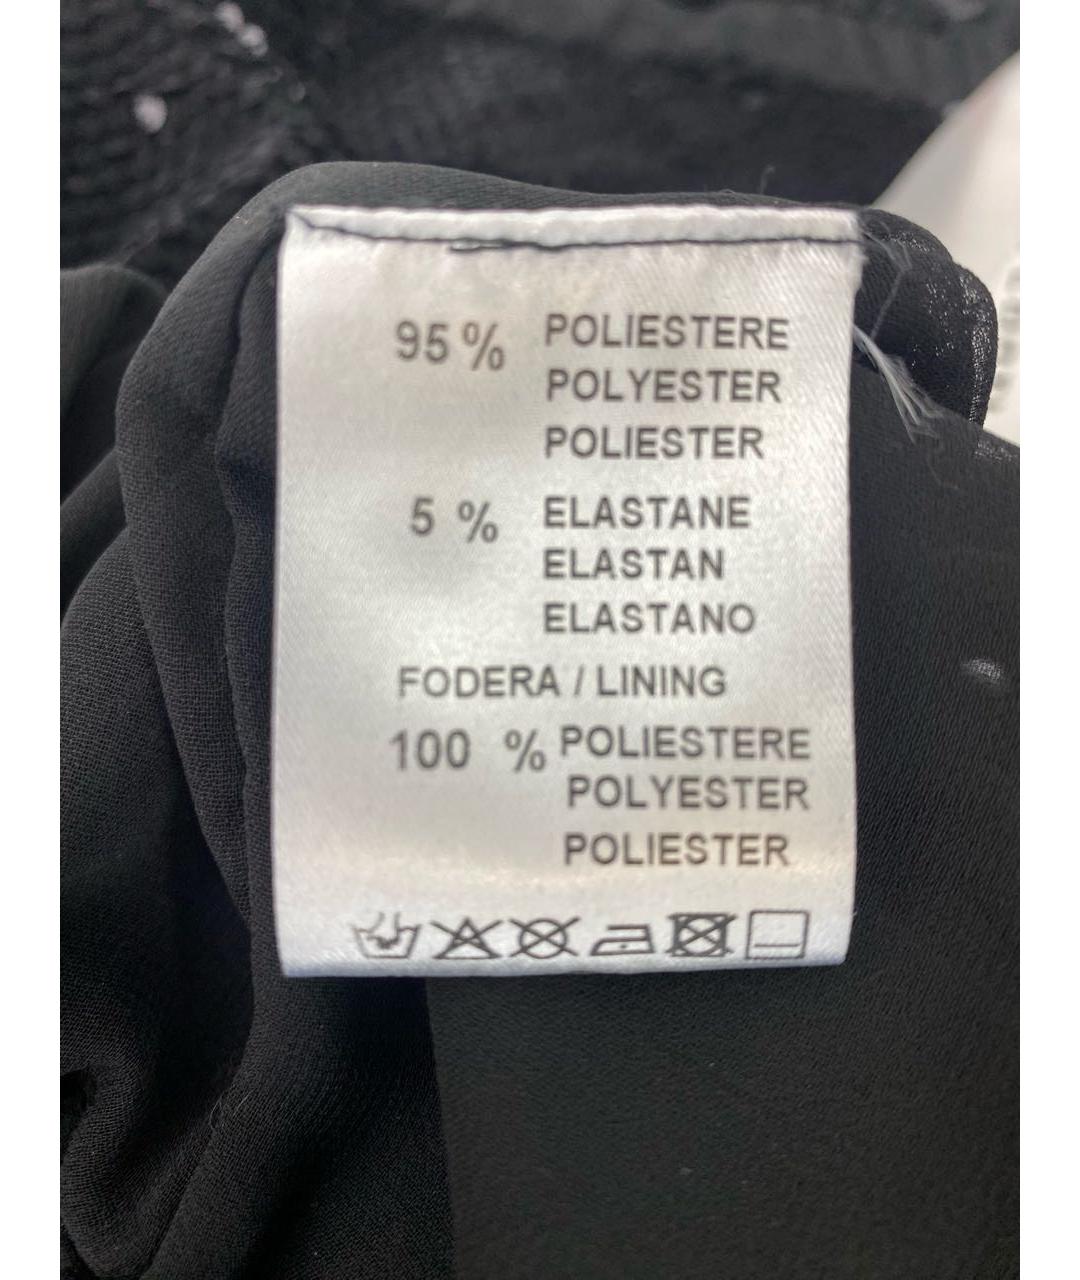 95 % POLIESTERE
POLYESTER
POLIESTER
5 % ELASTANE
ELASTAN
ELASTANO
FODERA / LINING
100 % POLIESTERE
POLYESTER
POLIESTER